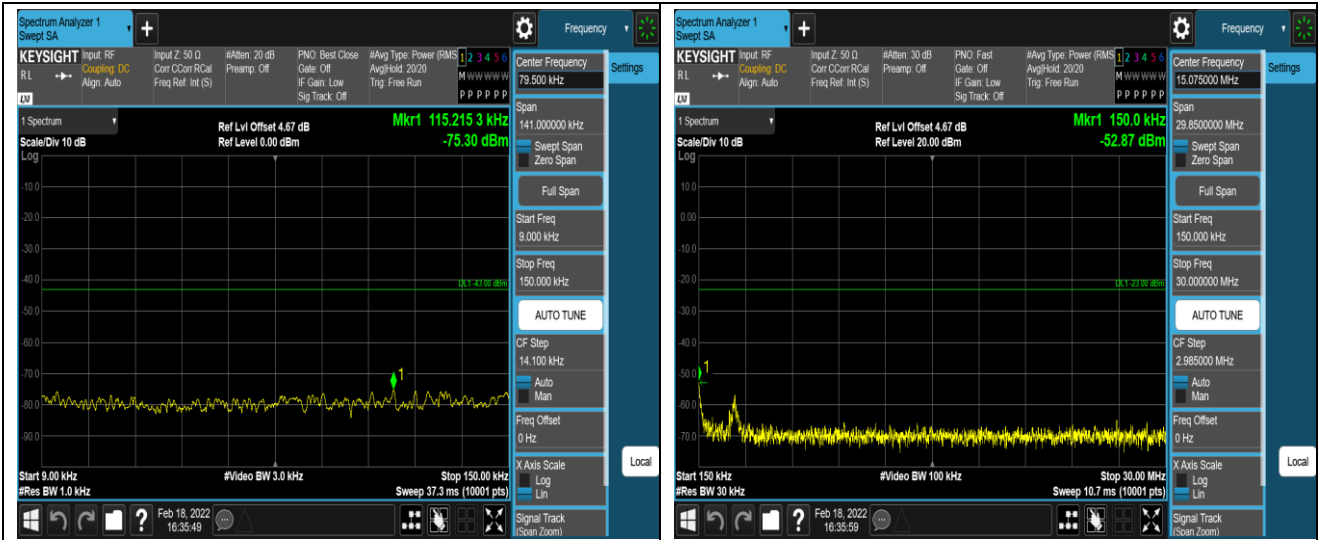 Spectrum Analyzer 1
Swept SA
+
Frequency
KEYSIGHT
Input: RF
Input Z: 50 Ω
#Atten: 20 dB
PNO: Best Close
#Avg Type: Power (RMS
1 2 3 4 5 6
RL
Coupling: DC
Corr CCorr RCal
Preamp: Off
Gate: Off
Avg|Hold: 20/20
M W W W W W
Align: Auto
Freq Ref: Int (S)
IF Gain: Low
Trig: Free Run
Sig Track: Off
P P P P P P
LXI
Center Frequency
79.500 kHz
Settings
1 Spectrum
Ref Lvl Offset 4.67 dB
Mkr1 115.215 3 kHz
Scale/Div 10 dB
Ref Level 0.00 dBm
-75.30 dBm
Log
-10.0
-20.0
-30.0
-40.0
-50.0
-60.0
-70.0
-80.0
-90.0
DL1 -43.00 dBm
1
Start 9.00 kHz
#Video BW 3.0 kHz
Stop 150.00 kHz
#Res BW 1.0 kHz
Sweep 37.3 ms (10001 pts)
Span
141.000000 kHz
Swept Span
Zero Span
Full Span
Start Freq
9.000 kHz
Stop Freq
150.000 kHz
AUTO TUNE
CF Step
14.100 kHz
Auto
Man
Freq Offset
0 Hz
X Axis Scale
Log
Lin
Signal Track
(Span Zoom)
Local
?
Feb 18, 2022
16:35:49
Spectrum Analyzer 1
Swept SA
+
Frequency
KEYSIGHT
Input: RF
Input Z: 50 Ω
#Atten: 30 dB
PNO: Fast
#Avg Type: Power (RMS
1 2 3 4 5 6
RL
Coupling: DC
Corr CCorr RCal
Preamp: Off
Gate: Off
Avg|Hold: 20/20
M W W W W W
Align: Auto
Freq Ref: Int (S)
IF Gain: Low
Trig: Free Run
Sig Track: Off
P P P P P P
LXI
Center Frequency
15.075000 MHz
Settings
1 Spectrum
Ref Lvl Offset 4.67 dB
Mkr1 150.0 kHz
Scale/Div 10 dB
Ref Level 20.00 dBm
-52.87 dBm
Log
10.0
0.00
-10.0
-20.0
-30.0
-40.0
-50.0
-60.0
-70.0
DL1 -23.00 dBm
1
Start 150 kHz
#Video BW 100 kHz
Stop 30.00 MHz
#Res BW 30 kHz
Sweep 10.7 ms (10001 pts)
Span
29.8500000 MHz
Swept Span
Zero Span
Full Span
Start Freq
150.000 kHz
Stop Freq
30.000000 MHz
AUTO TUNE
CF Step
2.985000 MHz
Auto
Man
Freq Offset
0 Hz
X Axis Scale
Log
Lin
Signal Track
(Span Zoom)
Local
?
Feb 18, 2022
16:35:59